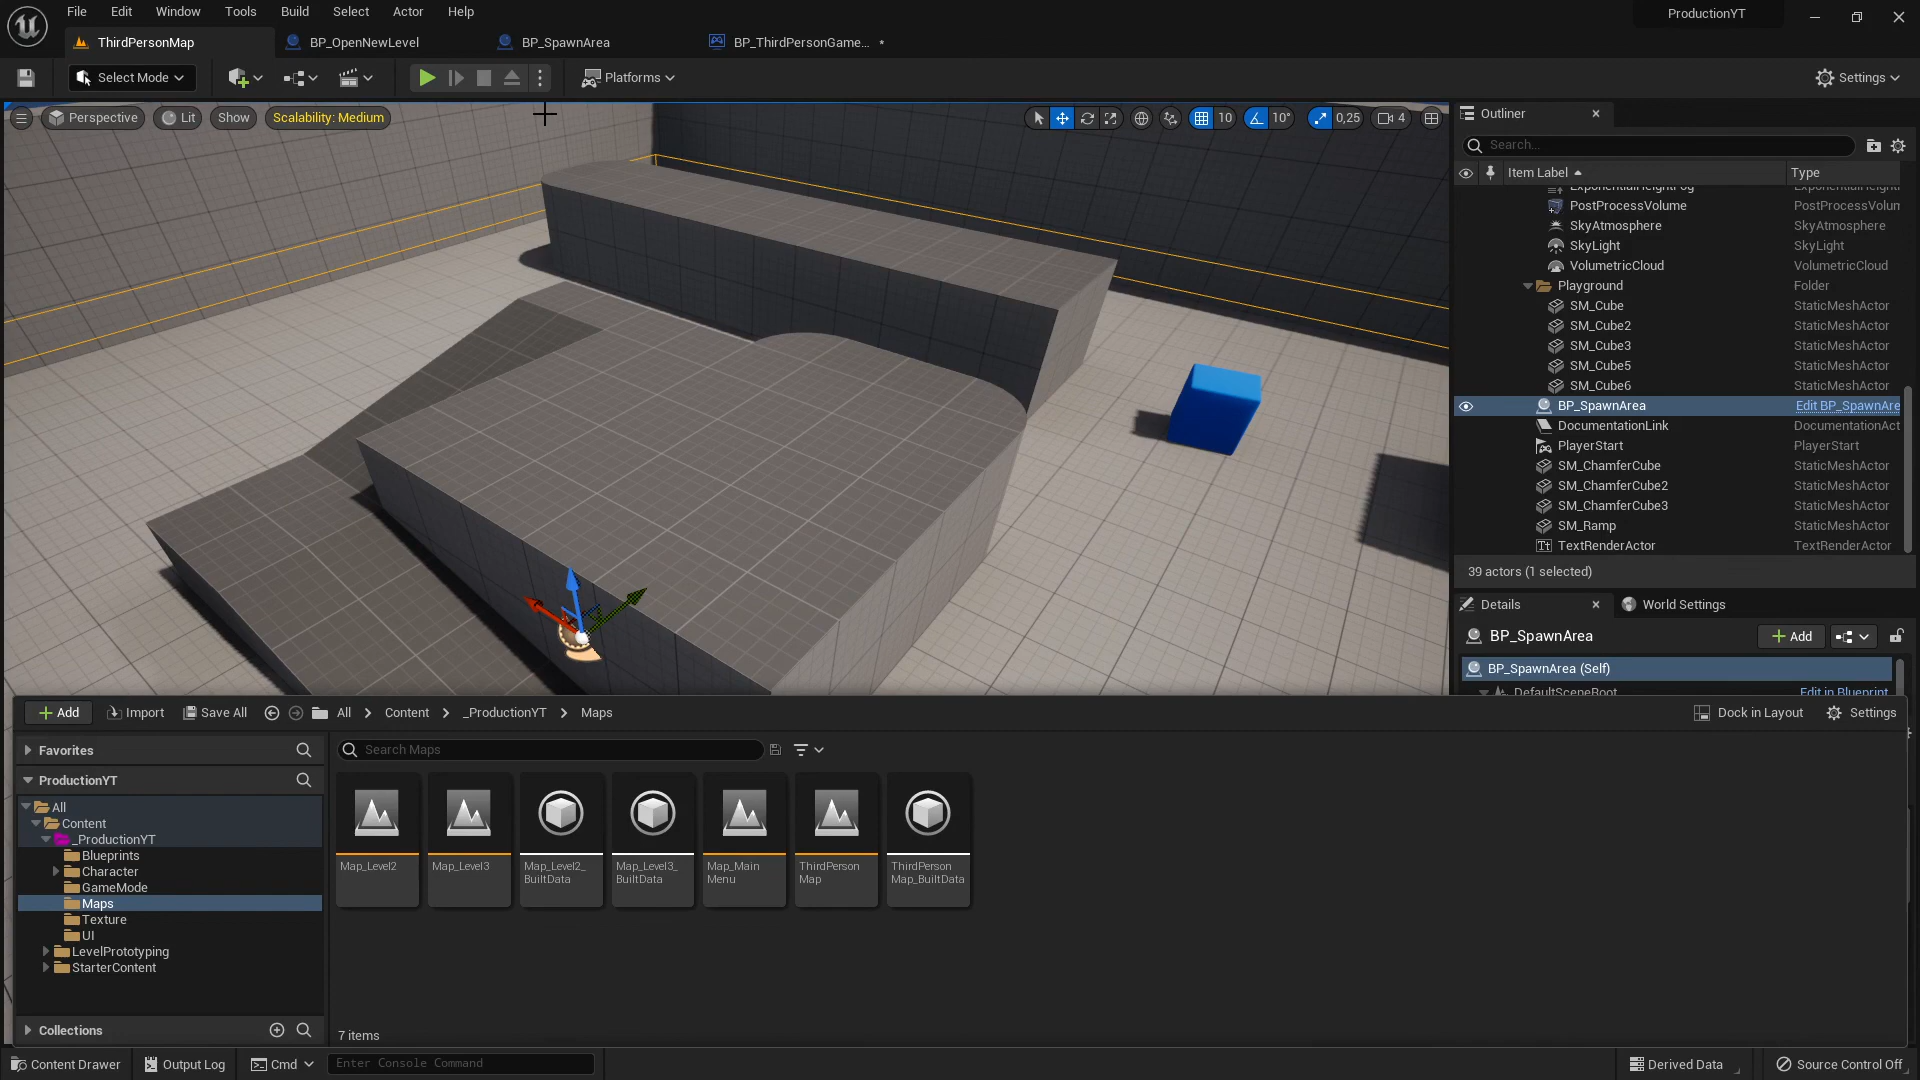 File Edit Window Tools Build Select Actor Help
ProductionYT
ThirdPersonMap
BP_OpenNewLevel
BP_SpawnArea
BP_ThirdPersonGame... •
Select Mode
Platforms
Settings
Perspective
Lit
Show
Scalability: Medium
10
10°
0,25
4
Outliner
Search...
Item Label
Type
PostProcessVolume PostProcessVolun
SkyAtmosphere SkyAtmosphere
SkyLight SkyLight
VolumetricCloud VolumetricCloud
Playground Folder
SM_Cube StaticMeshActor
SM_Cube2 StaticMeshActor
SM_Cube3 StaticMeshActor
SM_Cube5 StaticMeshActor
SM_Cube6 StaticMeshActor
BP_SpawnArea Edit BP_SpawnAre
DocumentationLink DocumentationAct
PlayerStart PlayerStart
SM_ChamferCube StaticMeshActor
SM_ChamferCube2 StaticMeshActor
SM_ChamferCube3 StaticMeshActor
SM_Ramp StaticMeshActor
TextRenderActor TextRenderActor
39 actors (1 selected)
Details
World Settings
BP_SpawnArea
Add
BP_SpawnArea (Self)
DefaultSceneRoot Edit in Blueprint
Add
Import
Save All
All > Content > _ProductionYT > Maps
Dock in Layout
Settings
Favorites
Search Maps
ProductionYT
All
Content
_ProductionYT
Blueprints
Character
GameMode
Maps
Texture
UI
LevelPrototyping
StarterContent
Collections
Map_Level2
Map_Level3
Map_Level2_
BuiltData
Map_Level3_
BuiltData
Map_Main
Menu
ThirdPerson
Map
ThirdPerson
Map_BuiltData
7 items
Content Drawer
Output Log
Cmd
Enter Console Command
Derived Data
Source Control Off